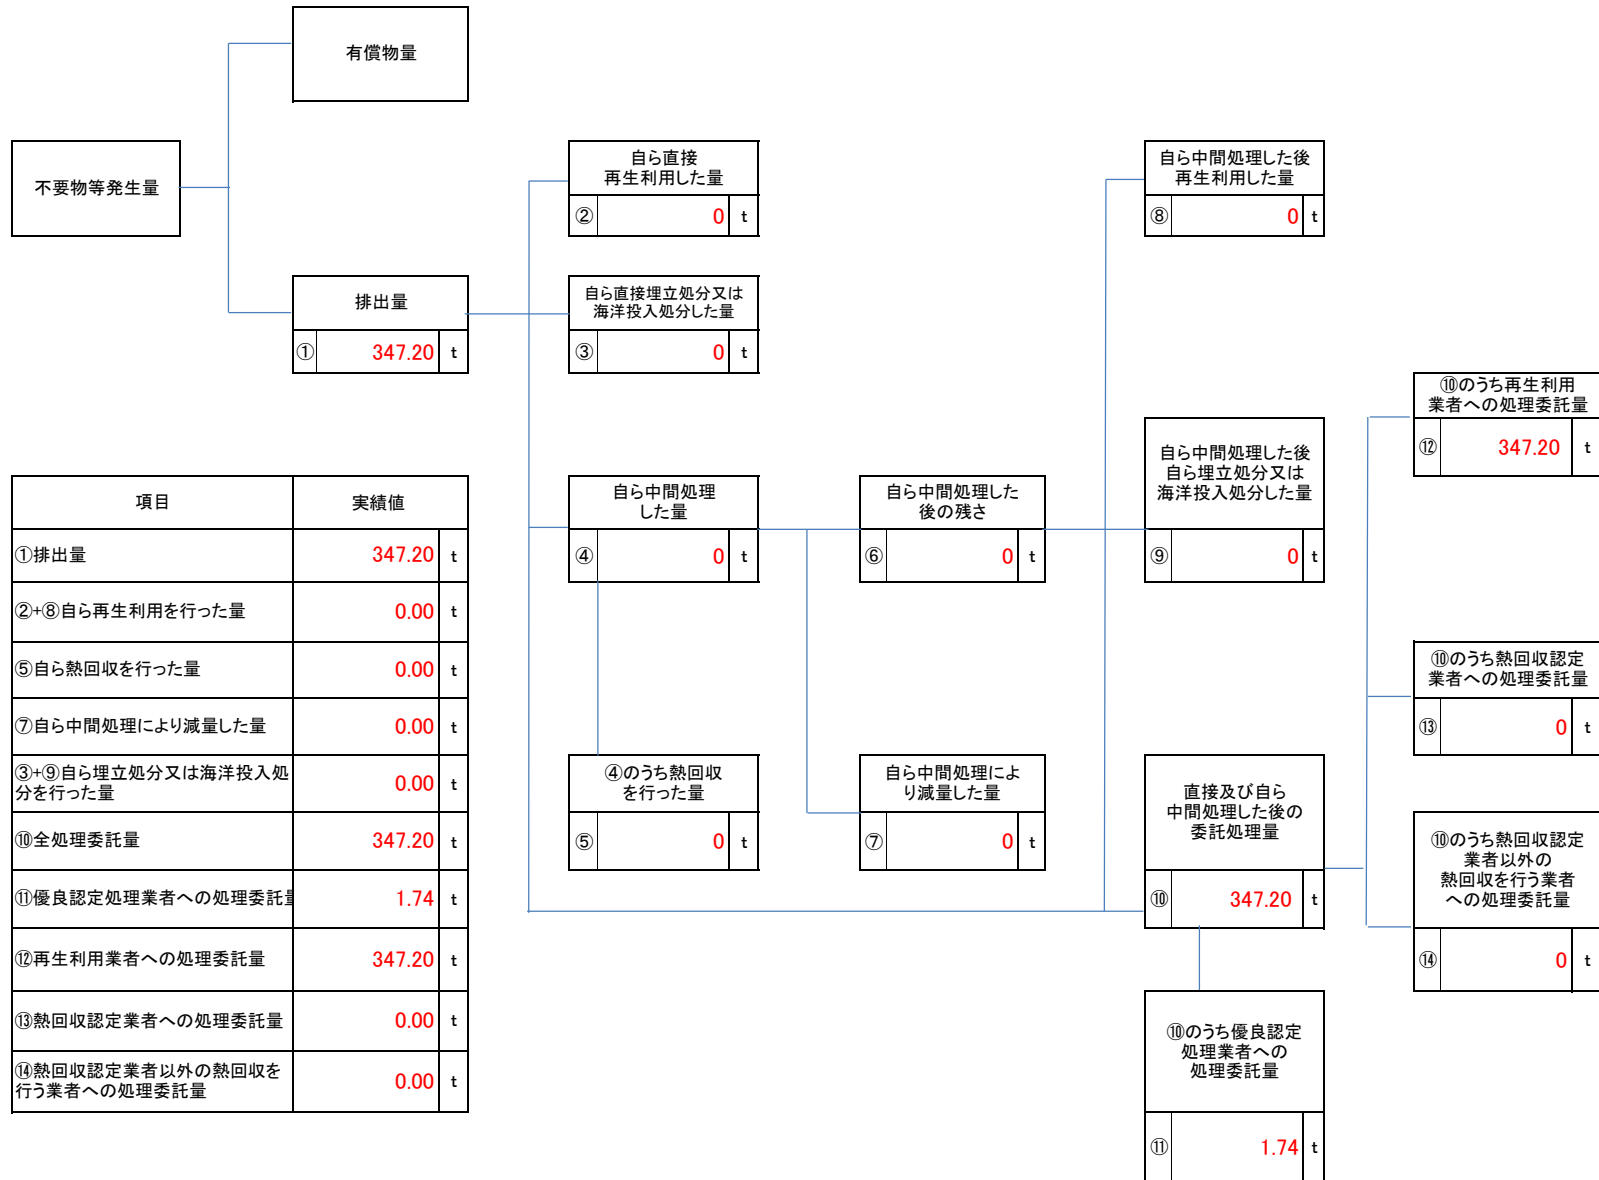 有償物量
不要物等発生量
排出量
① 347.20 t
自ら直接
再生利用した量
② 0 t
自ら直接埋立処分又は
海洋投入処分した量
③ 0 t
自ら中間処理
した量
④ 0 t
④のうち熱回収
を行った量
⑤ 0 t
自ら中間処理した
後の残さ
⑥ 0 t
自ら中間処理によ
り減量した量
⑦ 0 t
自ら中間処理した後
再生利用した量
⑧ 0 t
自ら中間処理した後
自ら埋立処分又は
海洋投入処分した量
⑨ 0 t
直接及び自ら
中間処理した後の
委託処理量
⑩ 347.20 t
⑩のうち優良認定
処理業者への
処理委託量
⑪ 1.74 t
⑩のうち再生利用
業者への処理委託量
⑫ 347.20 t
⑩のうち熱回収認定
業者への処理委託量
⑬ 0 t
⑩のうち熱回収認定
業者以外の
熱回収を行う業者
への処理委託量
⑭ 0 t
項目 実績値
①排出量 347.20 t
②+⑧自ら再生利用を行った量 0.00 t
⑤自ら熱回収を行った量 0.00 t
⑦自ら中間処理により減量した量 0.00 t
③+⑨自ら埋立処分又は海洋投入処
分を行った量 0.00 t
⑩全処理委託量 347.20 t
⑪優良認定処理業者への処理委託量 1.74 t
⑫再生利用業者への処理委託量 347.20 t
⑬熱回収認定業者への処理委託量 0.00 t
⑭熱回収認定業者以外の熱回収を
行う業者への処理委託量 0.00 t